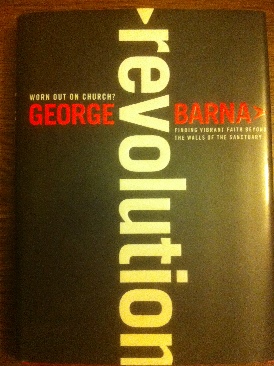 WORN OUT ON CHURCH?
GEORGE BARNA
FINDING VIBRANT FAITH BEYOND
THE WALLS OF THE SANCTUARY
revolution